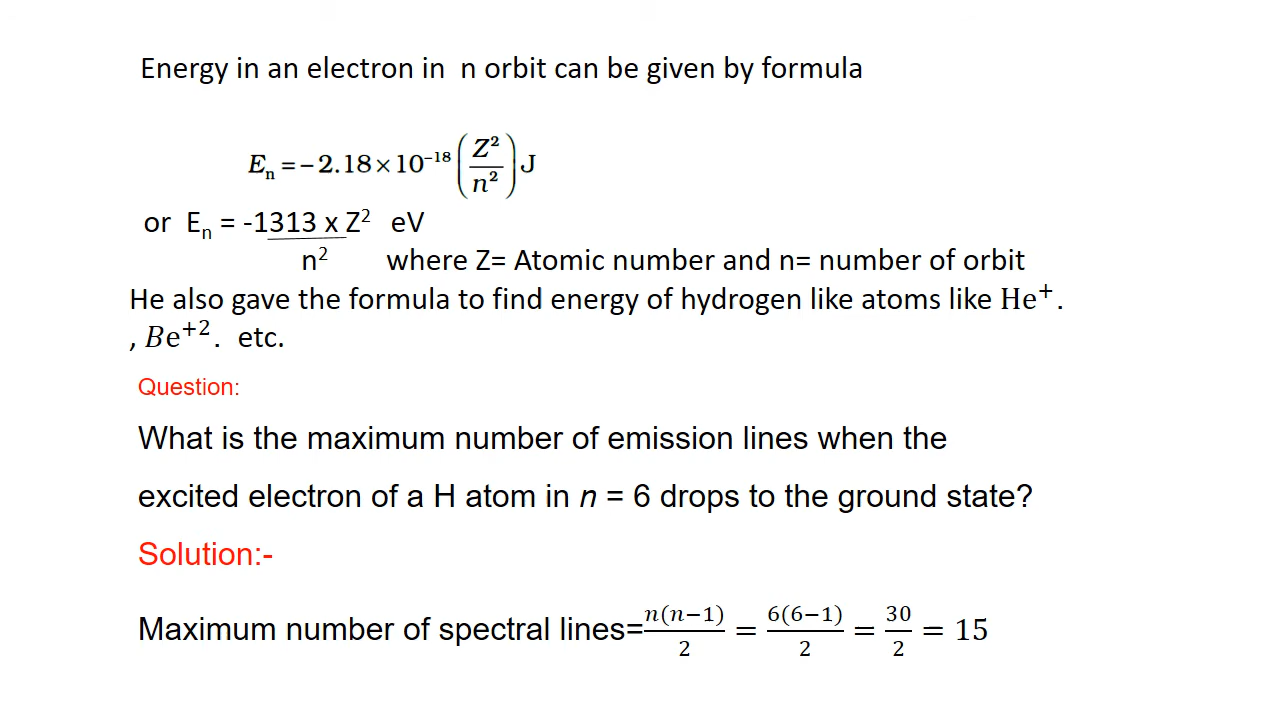 Energy in an electron in n orbit can be given by formula
Eₙ = − 2.18 × 10⁻¹⁸ (Z²/n²) J
or Eₙ = -1313 x Z² eV
n² where Z= Atomic number and n= number of orbit
He also gave the formula to find energy of hydrogen like atoms like He⁺.
, Be⁺². etc.
Question:
What is the maximum number of emission lines when the
excited electron of a H atom in n = 6 drops to the ground state?
Solution:-
Maximum number of spectral lines= n(n−1)/2 = 6(6−1)/2 = 30/2 = 15